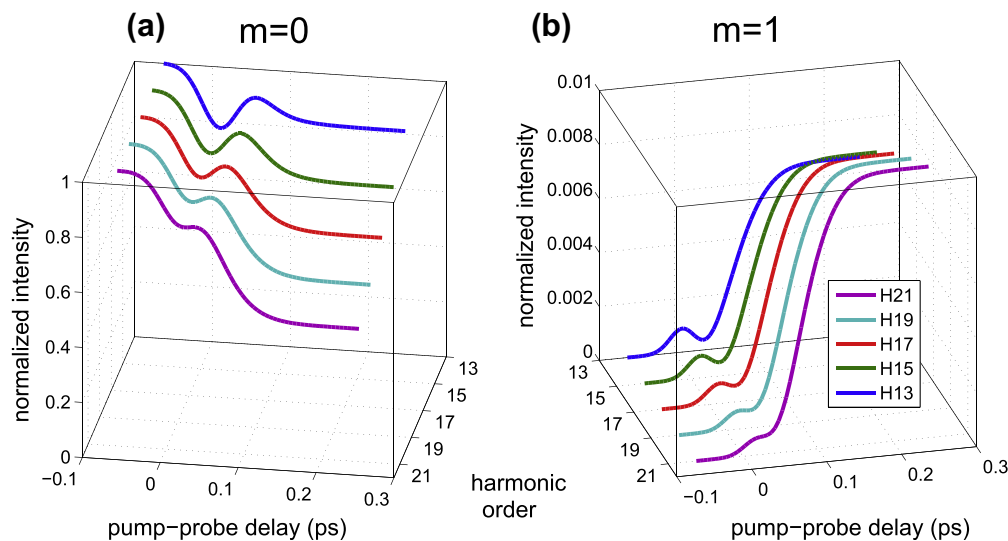 (a) m=0
normalized intensity
1
0.8
0.6
0.4
0.2
0
−0.1 0 0.1 0.2 0.3
13
15
17
19
21
pump−probe delay (ps)
harmonic
order
(b) m=1
normalized intensity
0.01
0.008
0.006
0.004
0.002
0
13
15
17
19
21
−0.1 0 0.1 0.2 0.3
pump−probe delay (ps)
H21
H19
H17
H15
H13